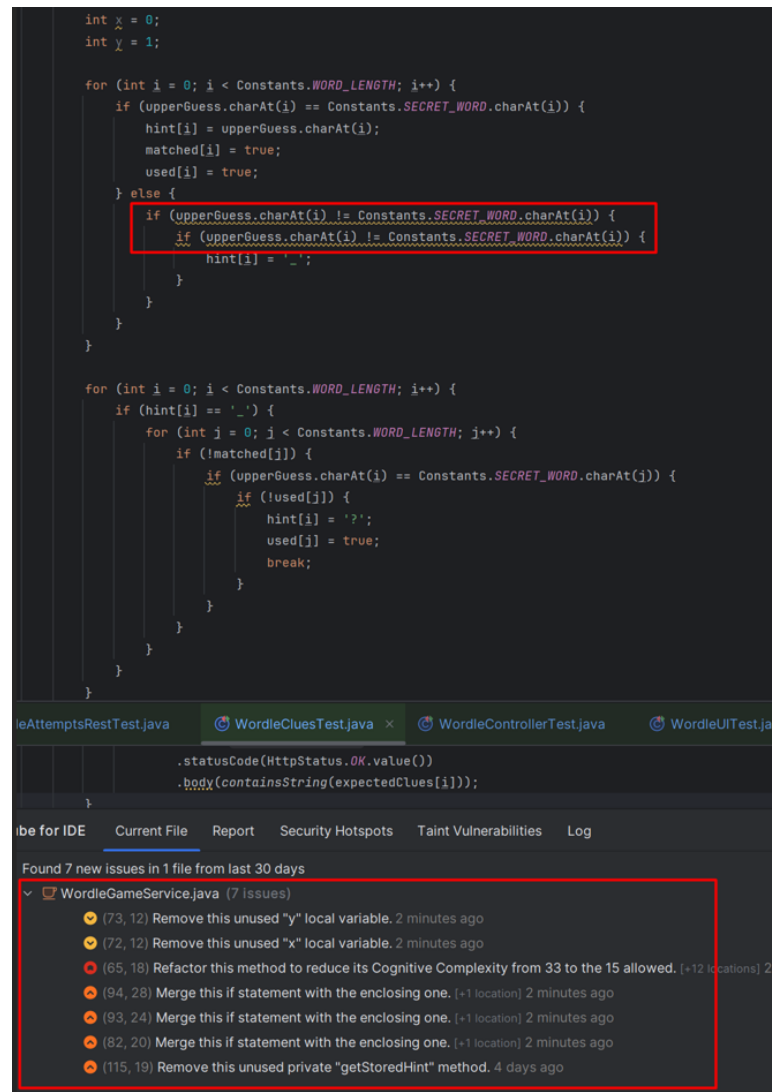 int x = 0;
int y = 1;
for (int i = 0; i < Constants.WORD_LENGTH; i++) {
if (upperGuess.charAt(i) == Constants.SECRET_WORD.charAt(i)) {
hint[i] = upperGuess.charAt(i);
matched[i] = true;
used[i] = true;
} else {
if (upperGuess.charAt(i) != Constants.SECRET_WORD.charAt(i)) {
if (upperGuess.charAt(i) != Constants.SECRET_WORD.charAt(i)) {
hint[i] = '_';
}
}
}
}
for (int i = 0; i < Constants.WORD_LENGTH; i++) {
if (hint[i] == '_') {
for (int j = 0; j < Constants.WORD_LENGTH; j++) {
if (!matched[j]) {
if (upperGuess.charAt(i) == Constants.SECRET_WORD.charAt(j)) {
if (!used[j]) {
hint[i] = '?';
used[j] = true;
break;
}
}
}
}
}
}
leAttemptsRestTest.java WordleCluesTest.java × WordleControllerTest.java WordleUITest.ja
.statusCode(HttpStatus.OK.value())
.body(containsString(expectedClues[i]));
}
be for IDE Current File Report Security Hotspots Taint Vulnerabilities Log
Found 7 new issues in 1 file from last 30 days
WordleGameService.java (7 issues)
(73, 12) Remove this unused "y" local variable. 2 minutes ago
(72, 12) Remove this unused "x" local variable. 2 minutes ago
(65, 18) Refactor this method to reduce its Cognitive Complexity from 33 to the 15 allowed. [+12 locations] 2
(94, 28) Merge this if statement with the enclosing one. [+1 location] 2 minutes ago
(93, 24) Merge this if statement with the enclosing one. [+1 location] 2 minutes ago
(82, 20) Merge this if statement with the enclosing one. [+1 location] 2 minutes ago
(115, 19) Remove this unused private "getStoredHint" method. 4 days ago